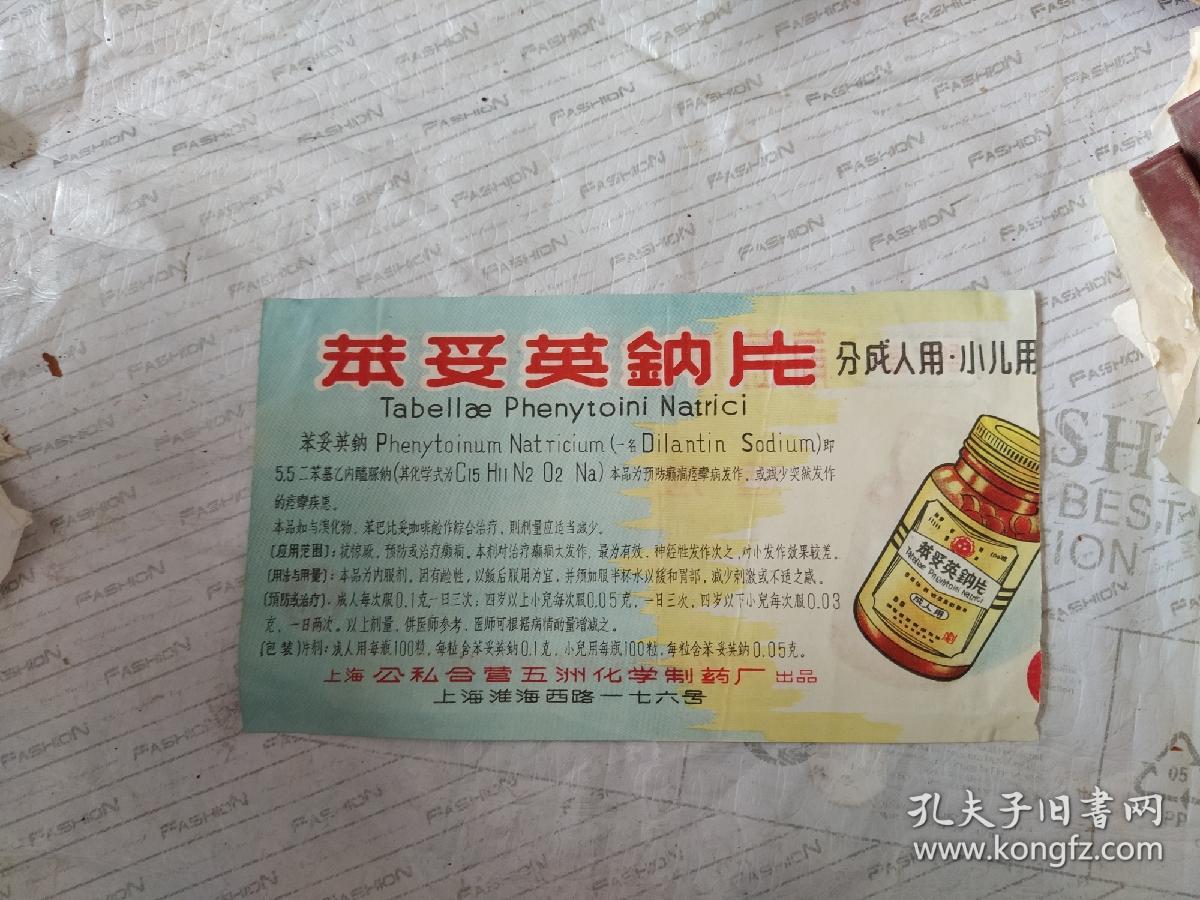 苯妥英鈉片 分成人用·小儿用
Tabellæ Phenytoini Natrici
苯妥英鈉 Phenytoinum Natricium (一名 Dilantin Sodium) 即
5.5 二苯基乙内醯脲钠(其化学式为 C15 H11 N2 O2 Na) 本品为预防癫痫痉攣病发作，或减少突然发作
的痉攣疾患。
本品如与溴化物、苯巴比妥咖啡
作综合治疗，则剂量应适当减少。
〔应用范围〕：抗惊厥，预防或治疗癫痫。本剂对治疗癫痫大发作，最为有效，
发作次之，对小发作效果较差。
〔用法与用量〕：本品为内服剂。因有硷性，以飯后服用为宜，并须加服半杯水以缓和胃部，减少刺激或不适之感。
〔预防或治疗〕．成人每次服0.1克一日三次；四岁以上小兒每次服0.05克，一日三次，四岁以下小兒每次服0.03
克，一日两次。以上剂量，供医师参考，医师可根据病情酌量增减之。
〔包装〕片剂：成人用每瓶100粒，每粒含苯妥英鈉0.1克，小兒用每瓶100粒，每粒含苯妥英鈉0.05克。
上海 公私合营五洲化学制药厂 出品
上海淮海西路一七六号
苯妥英鈉片
Tabellae Phenytoini Natrici
成人用
劇
FASHION
SH
BEST
ION
05
PP
孔夫子旧书网
www.kongfz.com